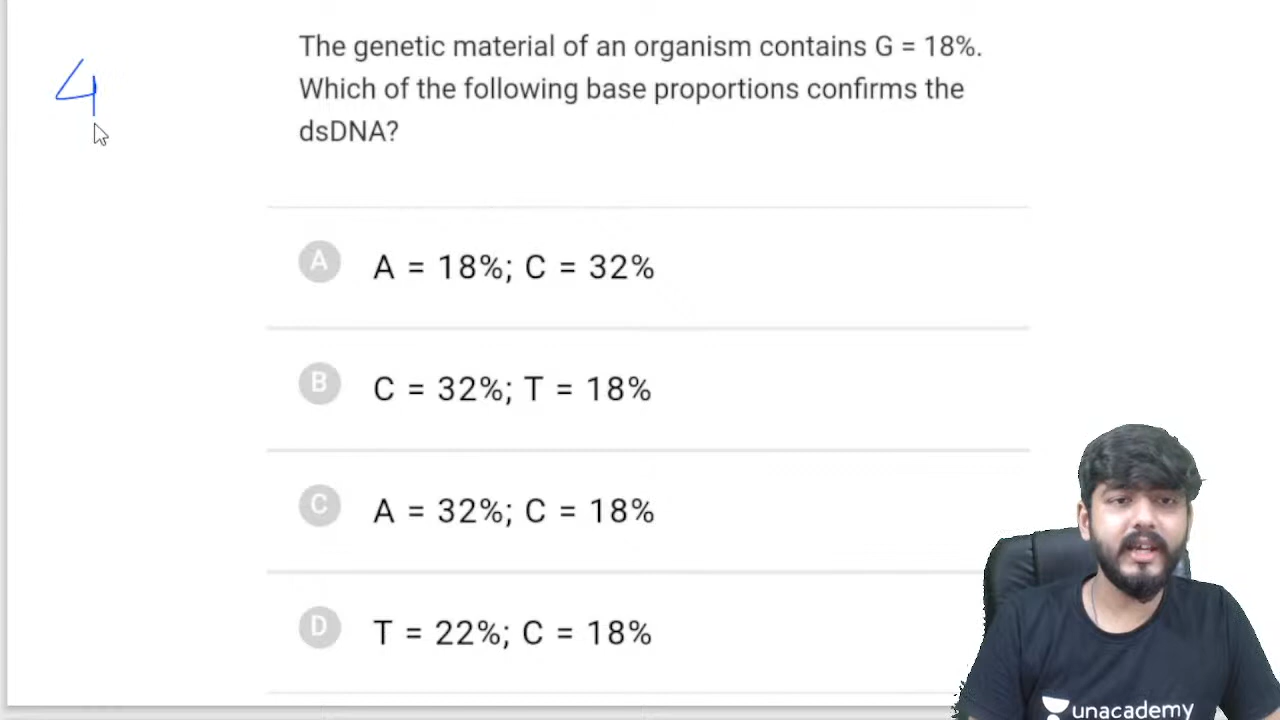 4
The genetic material of an organism contains G = 18%.
Which of the following base proportions confirms the
dsDNA?
A A = 18%; C = 32%
B C = 32%; T = 18%
C A = 32%; C = 18%
D T = 22%; C = 18%
unacademy